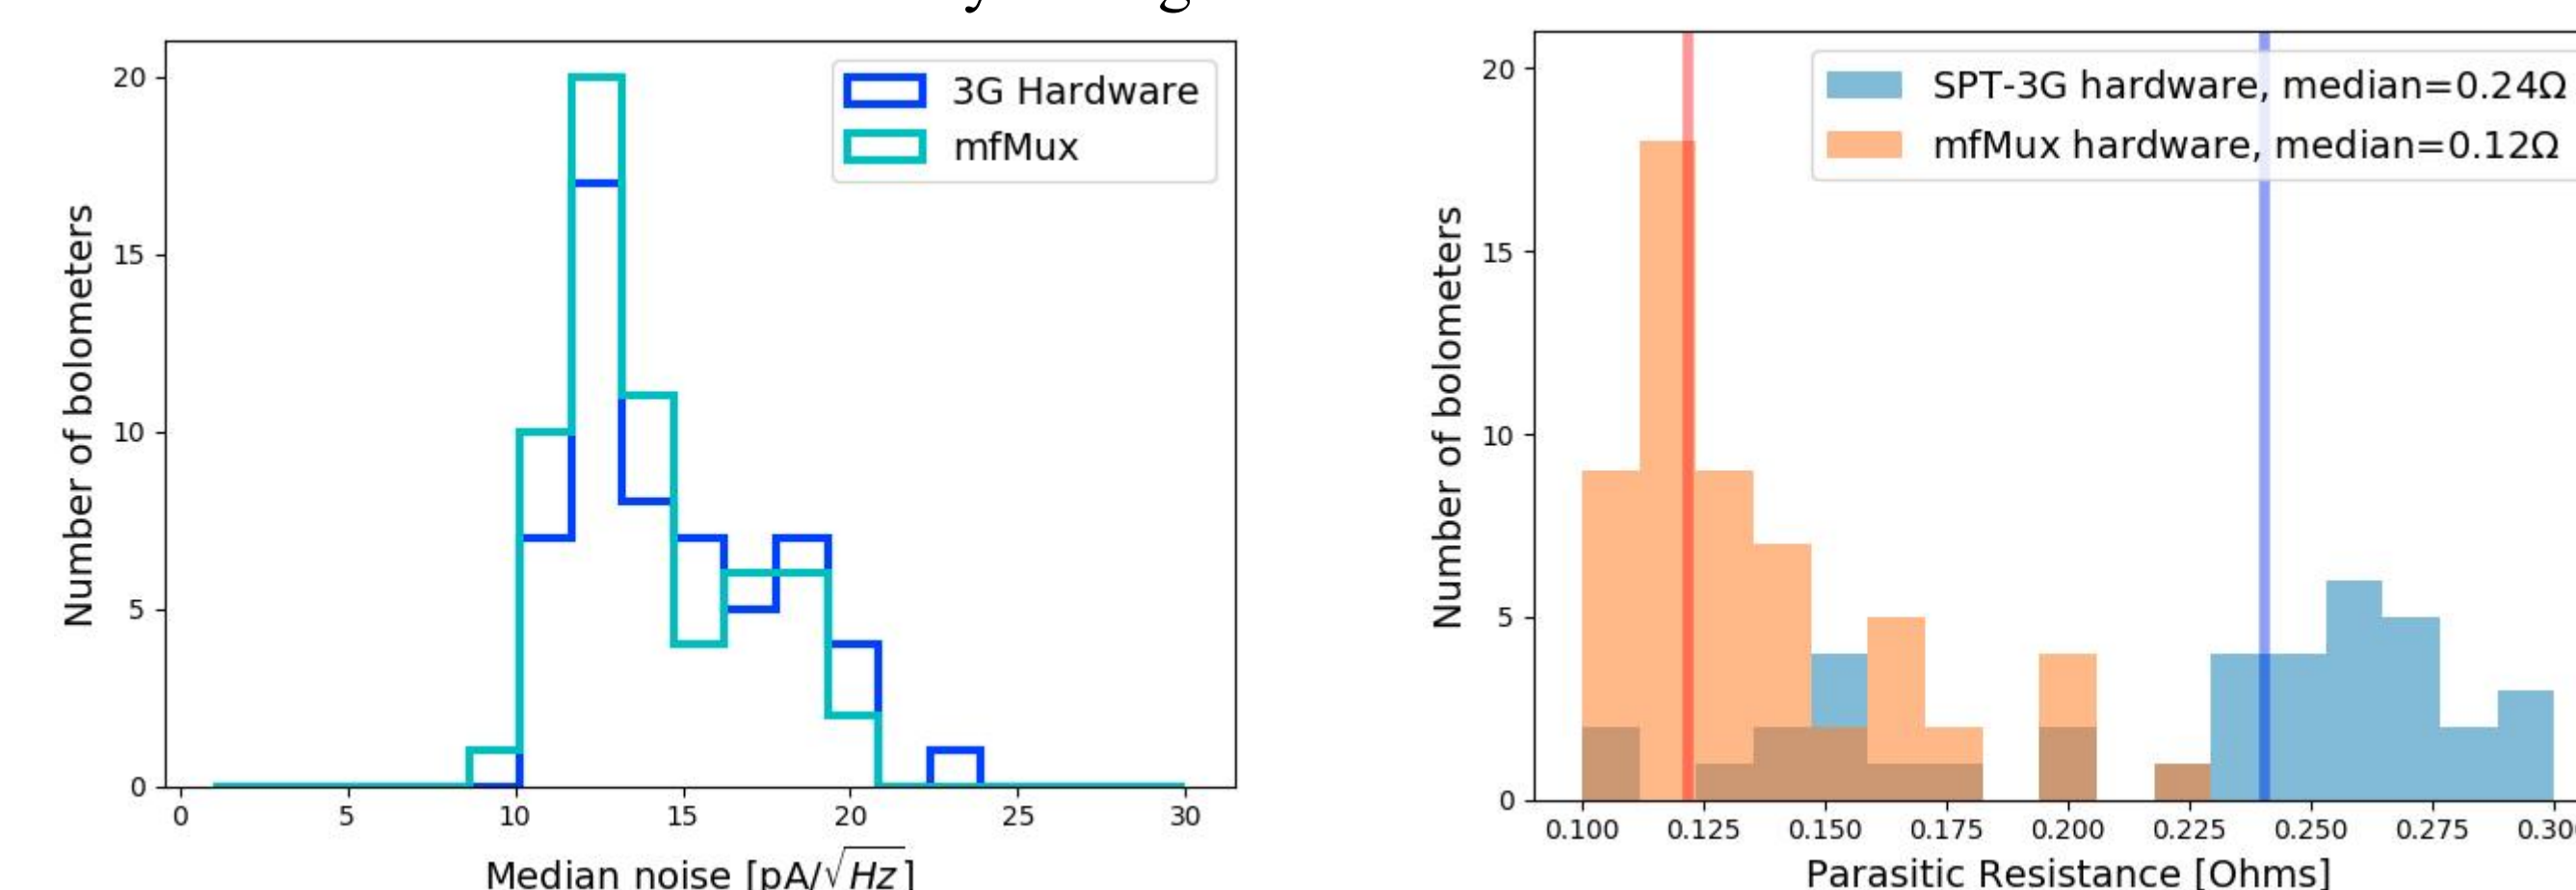 20
15
10
5
0
Number of bolometers
3G Hardware
mfMux
0 5 10 15 20 25 30
Median noise [pA/√Hz]
20
15
10
5
0
Number of bolometers
SPT-3G hardware, median=0.24Ω
mfMux hardware, median=0.12Ω
0.100 0.125 0.150 0.175 0.200 0.225 0.250 0.275 0.30
Parasitic Resistance [Ohms]